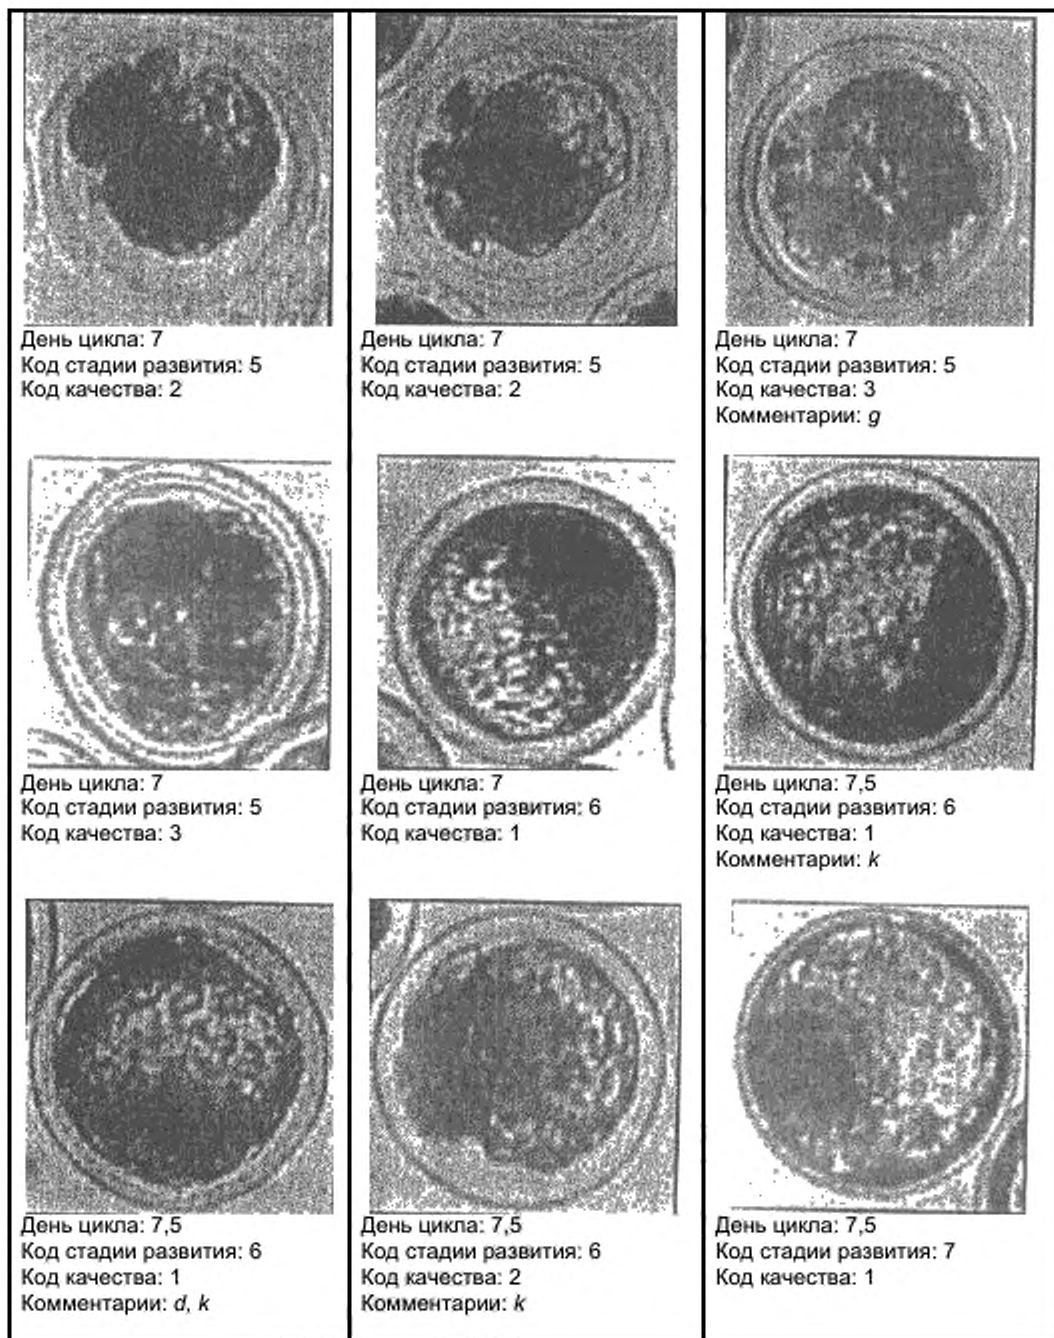 День цикла: 7
Код стадии развития: 5
Код качества: 2
День цикла: 7
Код стадии развития: 5
Код качества: 2
День цикла: 7
Код стадии развития: 5
Код качества: 3
Комментарии: g
День цикла: 7
Код стадии развития: 5
Код качества: 3
День цикла: 7
Код стадии развития: 6
Код качества: 1
День цикла: 7,5
Код стадии развития: 6
Код качества: 1
Комментарии: k
День цикла: 7,5
Код стадии развития: 6
Код качества: 1
Комментарии: d, k
День цикла: 7,5
Код стадии развития: 6
Код качества: 2
Комментарии: k
День цикла: 7,5
Код стадии развития: 7
Код качества: 1